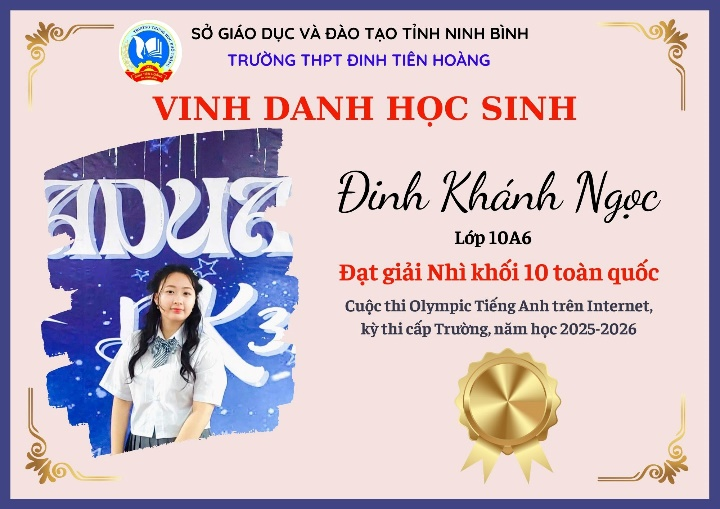 SỞ GIÁO DỤC VÀ ĐÀO TẠO TỈNH NINH BÌNH
TRƯỜNG THPT ĐINH TIÊN HOÀNG
VINH DANH HỌC SINH
Đinh Khánh Ngọc
Lớp 10A6
Đạt giải Nhì khối 10 toàn quốc
Cuộc thi Olympic Tiếng Anh trên Internet,
kỳ thi cấp Trường, năm học 2025-2026